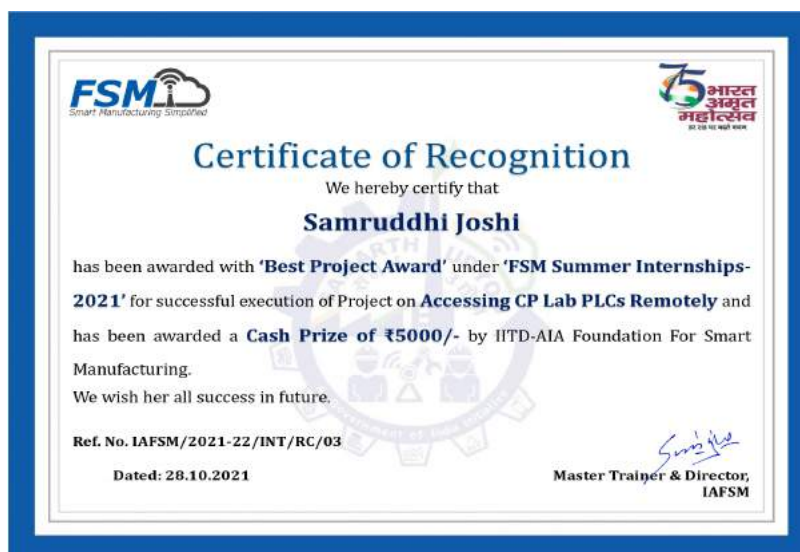 FSM
Smart Manufacturing Simplified
75 भारत
अमृत
महोत्सव
Certificate of Recognition
We hereby certify that
Samruddhi Joshi
has been awarded with ‘Best Project Award’ under ‘FSM Summer Internships-
2021’ for successful execution of Project on Accessing CP Lab PLCs Remotely and
has been awarded a Cash Prize of ₹5000/- by IITD-AIA Foundation For Smart
Manufacturing.
We wish her all success in future.
Ref. No. IAFSM/2021-22/INT/RC/03
Dated: 28.10.2021
Master Trainer & Director,
IAFSM